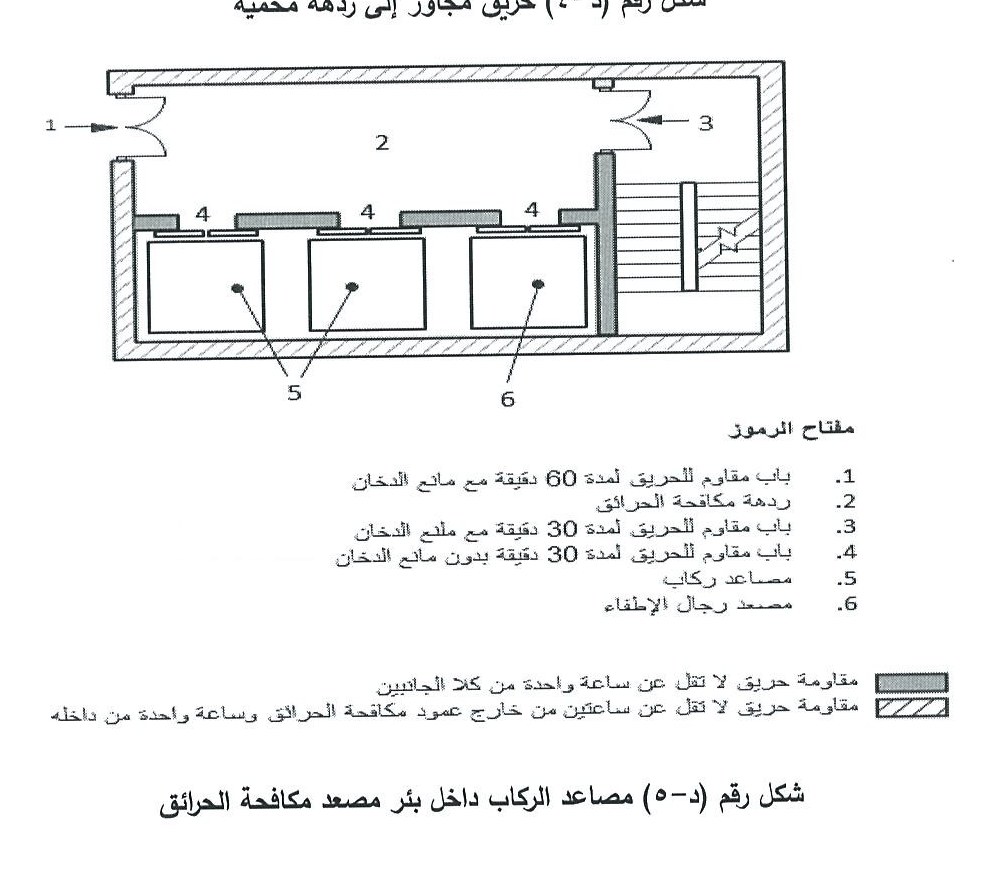 شكل رقم (د-٤) حريق مجاور إلى ردهة محمية
1
2
3
4
4
4
5
6
مفتاح الرموز
1. باب مقاوم للحريق لمدة 60 دقيقة مع مانع الدخان
2. ردهة مكافحة الحرائق
3. باب مقاوم للحريق لمدة 30 دقيقة مع ملنع الدخان
4. باب مقاوم للحريق لمدة 30 دقيقة بدون مانع الدخان
5. مصاعد ركاب
6. مصعد رجال الإطفاء
مقاومة حريق لا تقل عن ساعة واحدة من كلا الجانبين
مقاومة حريق لا تقل عن ساعتين من خارج عمود مكافحة الحرائق وساعة واحدة من داخله
شكل رقم (د-٥) مصاعد الركاب داخل بئر مصعد مكافحة الحرائق